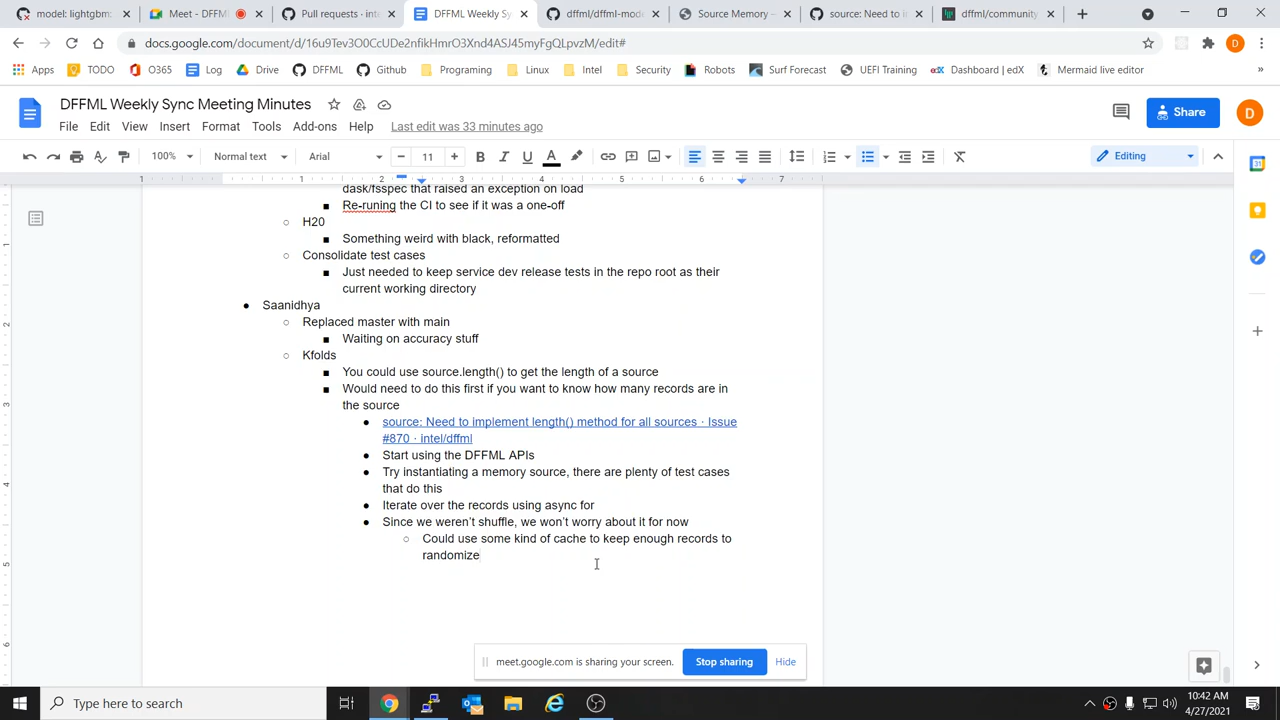 model: lightgbm
Meet - DFFM
Pull requests · inte
DFFML Weekly Sy
dffml/dffml-mode
Source Memory –
source: Need to i
dffml/community
docs.google.com/document/d/16u9Tev3O0CcUDe2nfikHmrO3Xnd4ASJ45myFgQLpvzM/edit#
Apps TODO O365 Log Drive DFFML Github Programing Linux Intel Security Robots Surf Forecast UEFI Training Dashboard | edX Mermaid live editor
DFFML Weekly Sync Meeting Minutes
File Edit View Insert Format Tools Add-ons Help Last edit was 33 minutes ago
Share
D
100% Normal text Arial 11 Editing
1 1 2 3 4 5 6 7
dask/fsspec that raised an exception on load
Re-runing the CI to see if it was a one-off
H20
Something weird with black, reformatted
Consolidate test cases
Just needed to keep service dev release tests in the repo root as their
current working directory
Saanidhya
Replaced master with main
Waiting on accuracy stuff
Kfolds
You could use source.length() to get the length of a source
Would need to do this first if you want to know how many records are in
the source
source: Need to implement length() method for all sources · Issue
#870 · intel/dffml
Start using the DFFML APIs
Try instantiating a memory source, there are plenty of test cases
that do this
Iterate over the records using async for
Since we weren't shuffle, we won't worry about it for now
Could use some kind of cache to keep enough records to
randomize
meet.google.com is sharing your screen. Stop sharing Hide
Type here to search
10:42 AM
4/27/2021